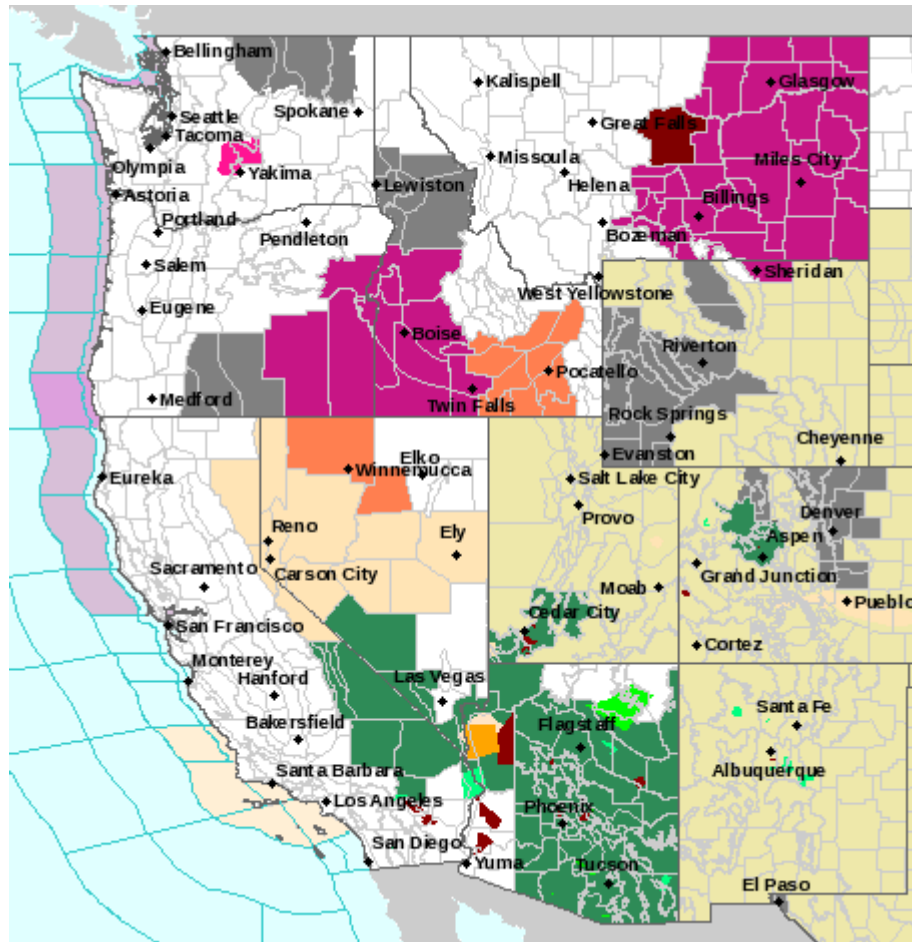 Bellingham
Kalispell
Glasgow
Seattle
Spokane
Great Falls
Tacoma
Olympia
Missoula
Miles City
Yakima
Helena
Lewiston
Astoria
Billings
Portland
Pendleton
Bozeman
Salem
Sheridan
West Yellowstone
Eugene
Boise
Riverton
Pocatello
Medford
Twin Falls
Rock Springs
Cheyenne
Elko
Evanston
Winnemucca
Eureka
Salt Lake City
Provo
Denver
Reno
Ely
Aspen
Carson City
Grand Junction
Sacramento
Moab
Pueblo
Cedar City
San Francisco
Cortez
Monterey
Hanford
Las Vegas
Santa Fe
Bakersfield
Flagstaff
Albuquerque
Santa Barbara
Los Angeles
Phoenix
San Diego
Yuma
Tucson
El Paso